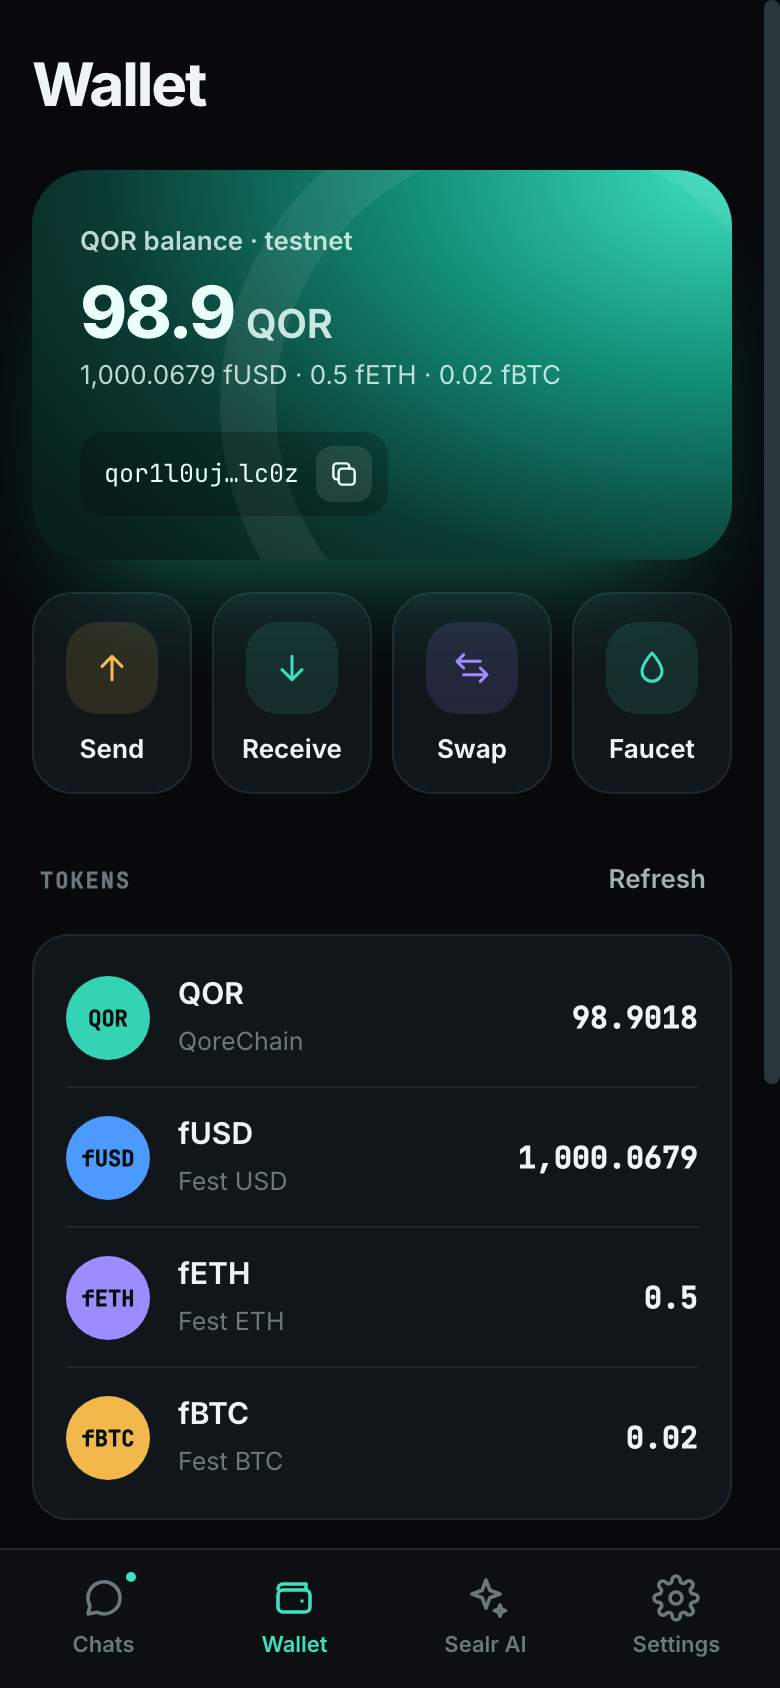 Wallet
QOR balance · testnet
98.9 QOR
1,000.0679 fUSD · 0.5 fETH · 0.02 fBTC
qor1l0uj…lc0z
Send
Receive
Swap
Faucet
TOKENS
Refresh
QOR
QOR
QoreChain
98.9018
fUSD
fUSD
Fest USD
1,000.0679
fETH
fETH
Fest ETH
0.5
fBTC
fBTC
Fest BTC
0.02
Chats
Wallet
Sealr AI
Settings